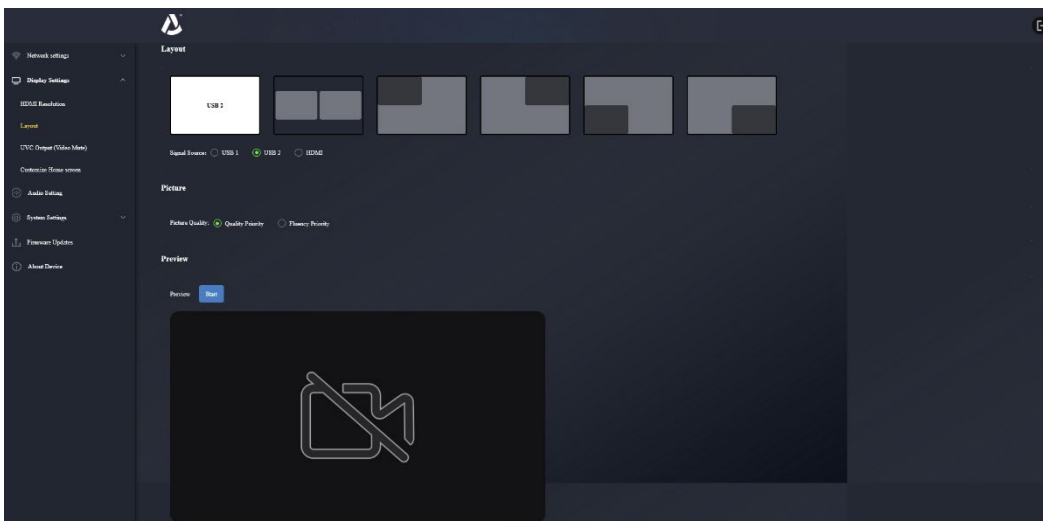 Network settings
Display Settings
HDMI Resolution
Layout
UVC Output (Video Mute)
Customize Home screen
Audio Setting
System Settings
Firmware Updates
About Device
Layout
USB 2
Signal Source: USB 1 USB 2 HDMI
Picture
Picture Quality: Quality Priority Fluency Priority
Preview
Preview Start